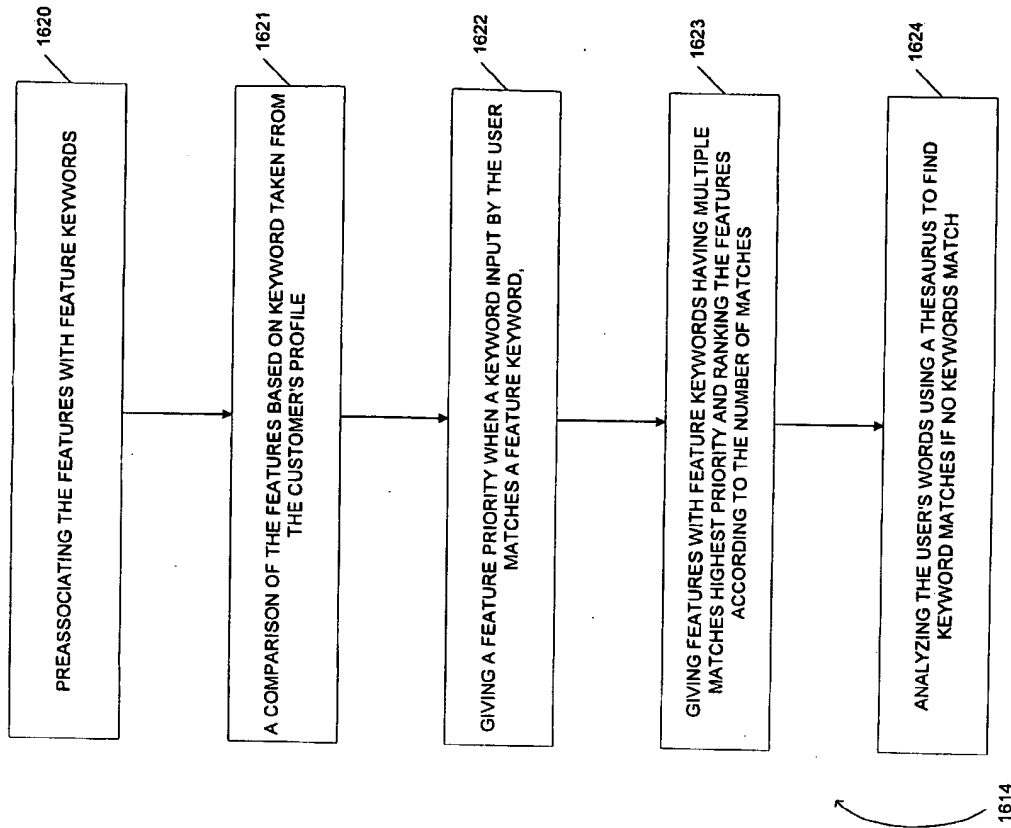 1620
PREASSOCIATING THE FEATURES WITH FEATURE KEYWORDS
1621
A COMPARISON OF THE FEATURES BASED ON KEYWORD TAKEN FROM
THE CUSTOMER'S PROFILE
1622
GIVING A FEATURE PRIORITY WHEN A KEYWORD INPUT BY THE USER
MATCHES A FEATURE KEYWORD,
1623
GIVING FEATURES WITH FEATURE KEYWORDS HAVING MULTIPLE
MATCHES HIGHEST PRIORITY AND RANKING THE FEATURES
ACCORDING TO THE NUMBER OF MATCHES
1624
ANALYZING THE USER'S WORDS USING A THESAURUS TO FIND
KEYWORD MATCHES IF NO KEYWORDS MATCH
1614